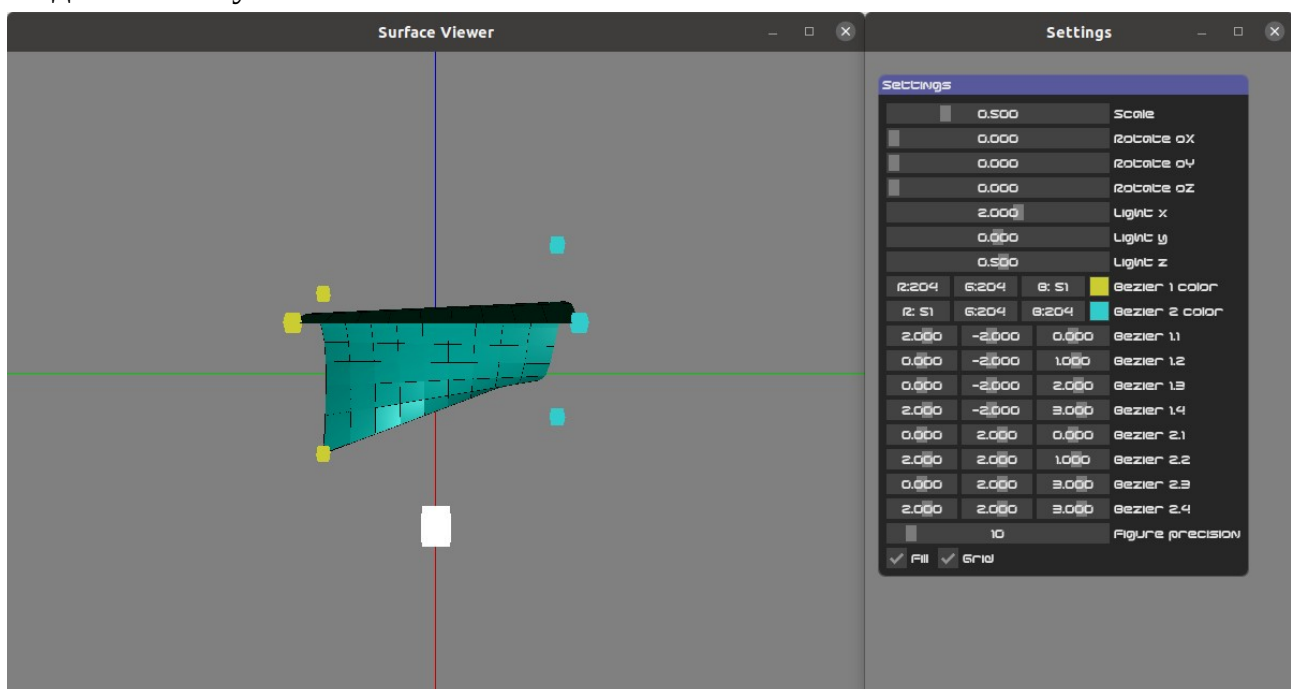 Surface Viewer
Settings
Settings
0.500 Scale
0.000 Rotate oX
0.000 Rotate oY
0.000 Rotate oZ
2.000 Light x
0.000 Light y
0.500 Light z
R:204 G:204 B: 51 Bezier 1 color
R: 51 G:204 B:204 Bezier 2 color
2.000 -2.000 0.000 Bezier 1.1
0.000 -2.000 1.000 Bezier 1.2
0.000 -2.000 2.000 Bezier 1.3
2.000 -2.000 3.000 Bezier 1.4
0.000 2.000 0.000 Bezier 2.1
2.000 2.000 1.000 Bezier 2.2
0.000 2.000 3.000 Bezier 2.3
2.000 2.000 3.000 Bezier 2.4
10 Figure precision
Fill Grid